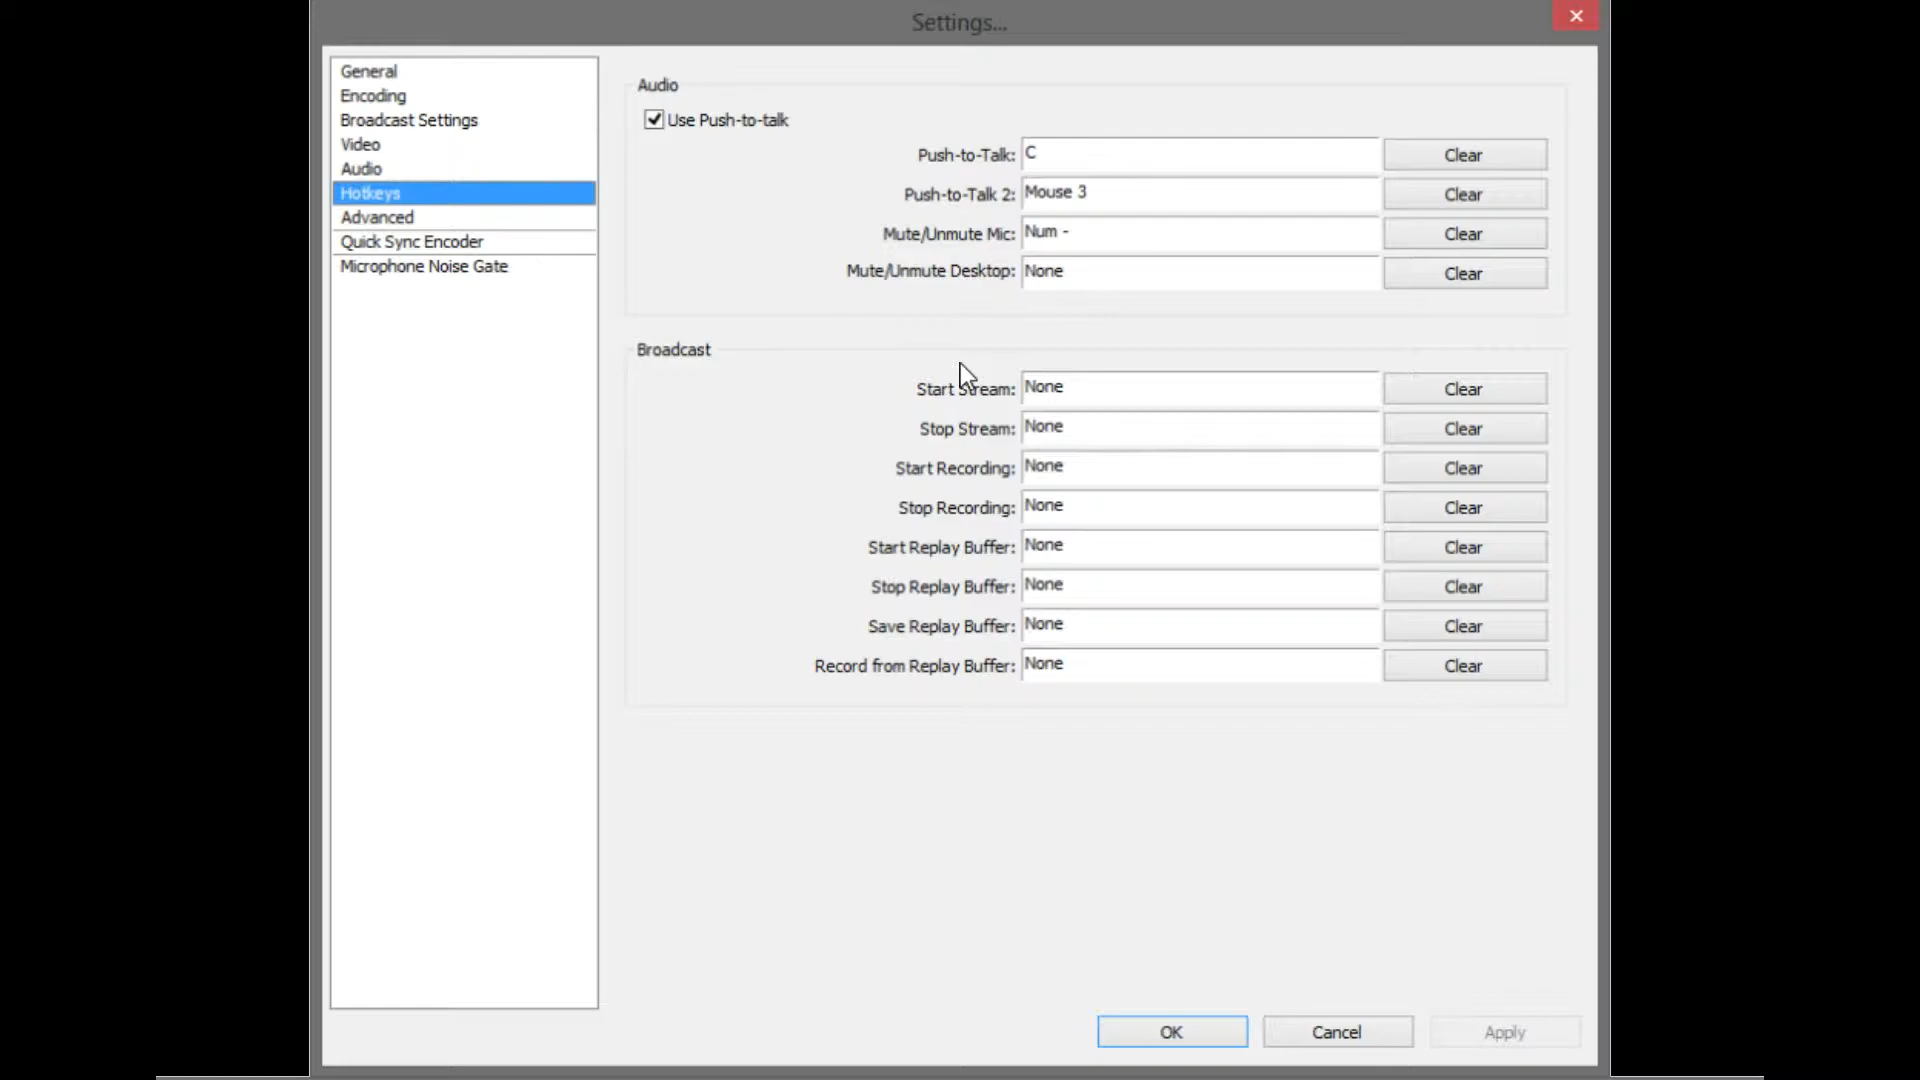 Settings...
General
Encoding
Broadcast Settings
Video
Audio
Hotkeys
Advanced
Quick Sync Encoder
Microphone Noise Gate
Audio
Use Push-to-talk
Push-to-Talk: C Clear
Push-to-Talk 2: Mouse 3 Clear
Mute/Unmute Mic: Num - Clear
Mute/Unmute Desktop: None Clear
Broadcast
Start Stream: None Clear
Stop Stream: None Clear
Start Recording: None Clear
Stop Recording: None Clear
Start Replay Buffer: None Clear
Stop Replay Buffer: None Clear
Save Replay Buffer: None Clear
Record from Replay Buffer: None Clear
OK Cancel Apply